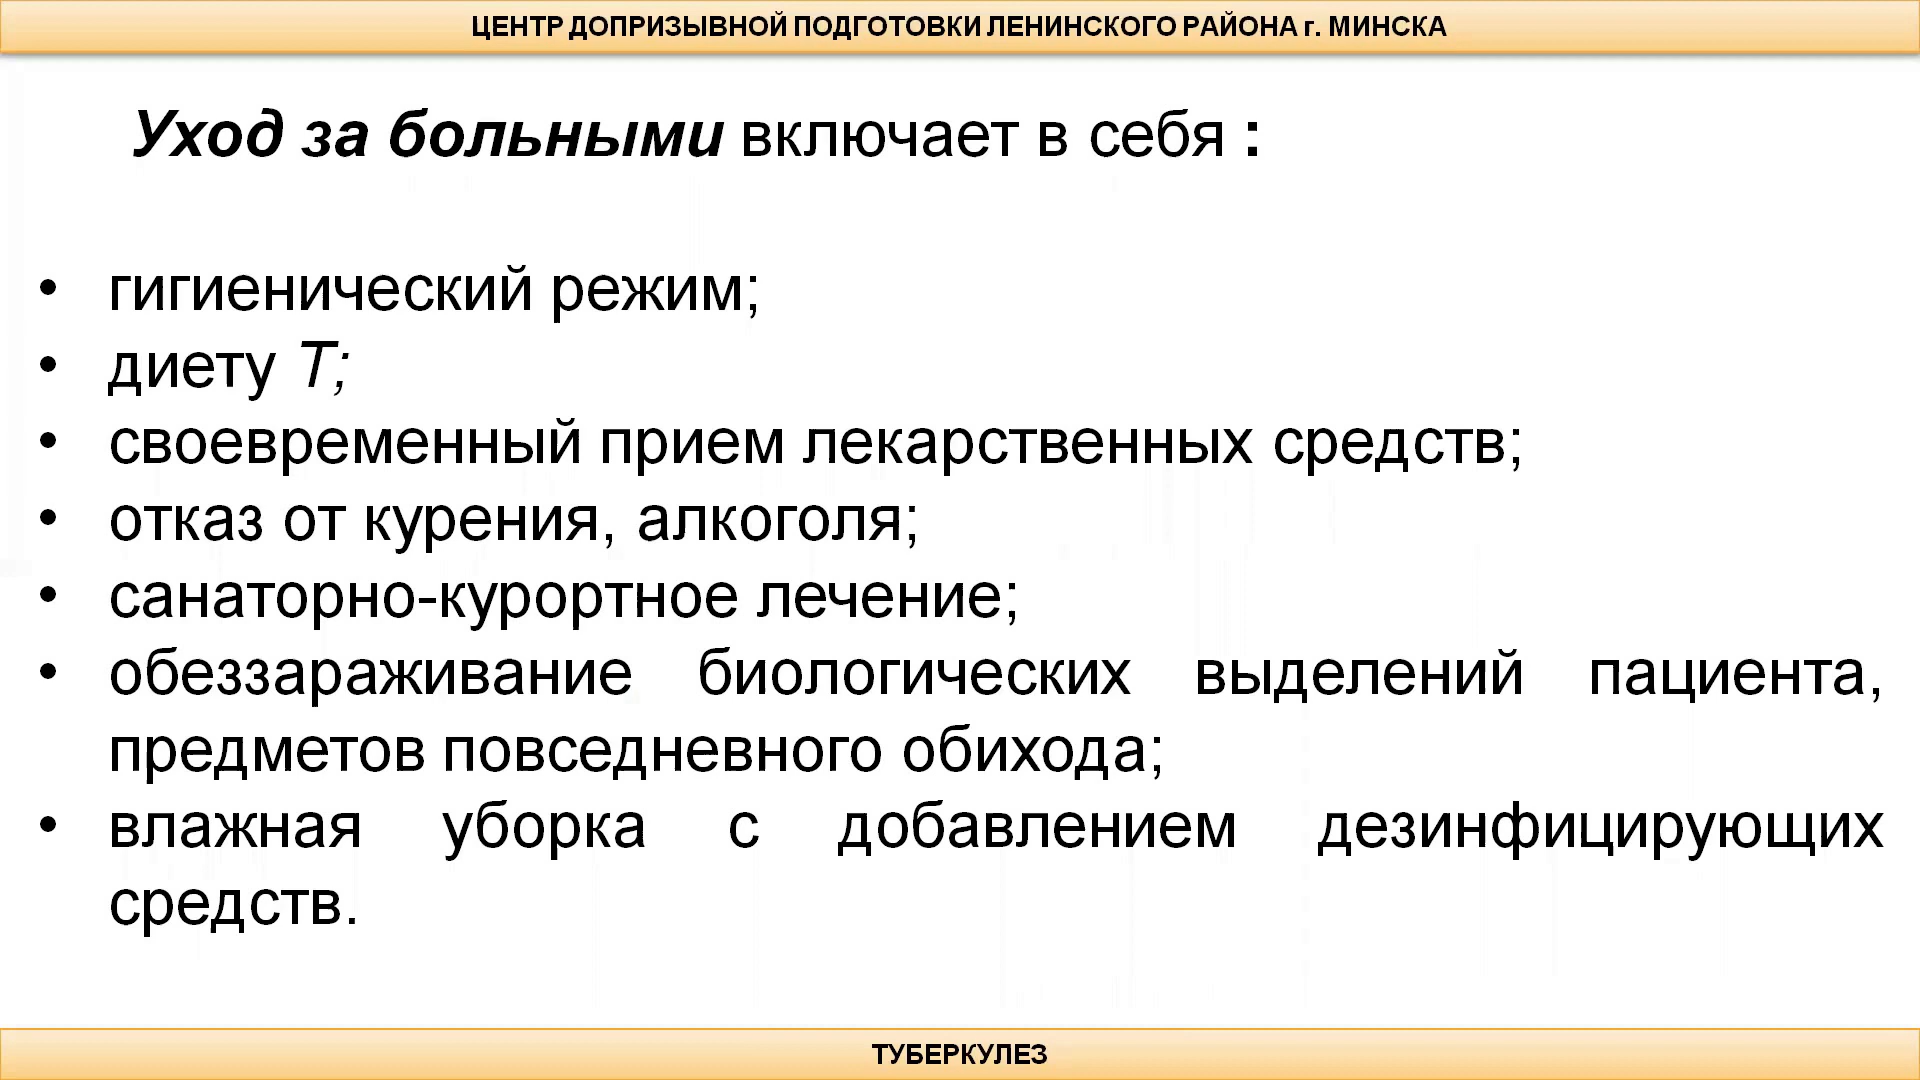 ЦЕНТР ДОПРИЗЫВНОЙ ПОДГОТОВКИ ЛЕНИНСКОГО РАЙОНА г. МИНСКА
Уход за больными включает в себя :
• гигиенический режим;
• диету Т;
• своевременный прием лекарственных средств;
• отказ от курения, алкоголя;
• санаторно-курортное лечение;
• обеззараживание биологических выделений пациента,
предметов повседневного обихода;
• влажная уборка с добавлением дезинфицирующих
средств.
ТУБЕРКУЛЕЗ